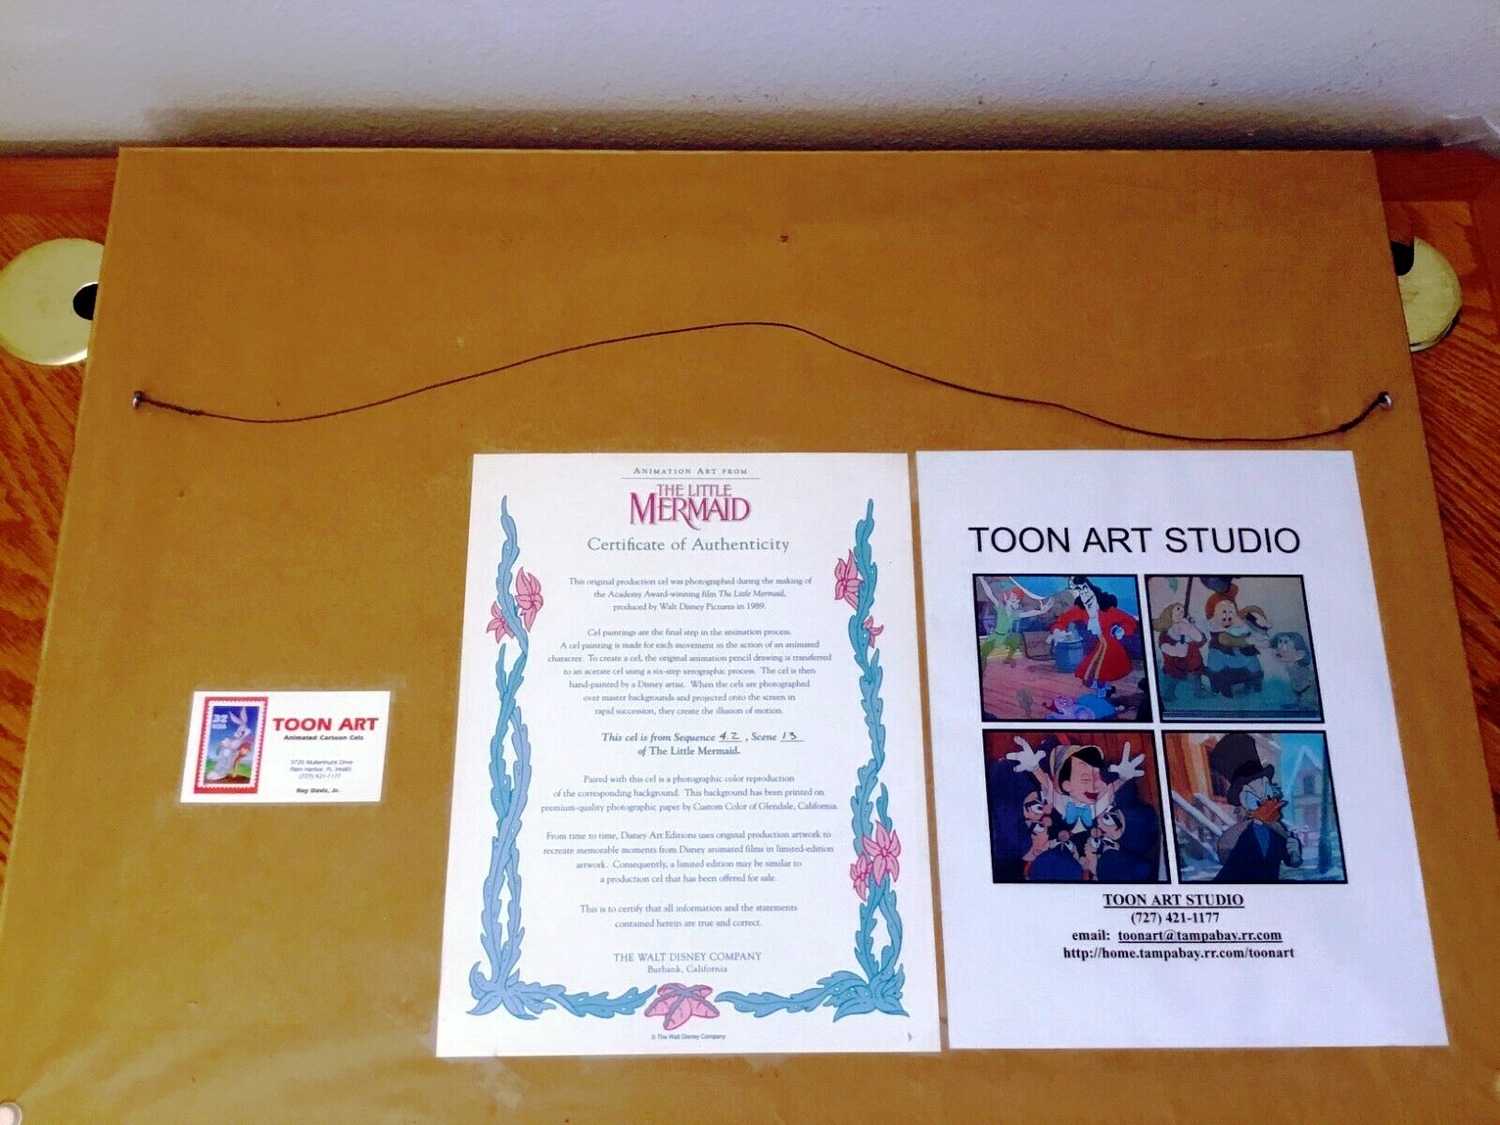 ANIMATION ART FROM
THE LITTLE
MERMAID
Certificate of Authenticity
This original production cel was photographed during the making of
the Academy Award-winning film The Little Mermaid,
produced by Walt Disney Pictures in 1989.
Cel paintings are the final step in the animation process.
A cel painting is made for each movement in the action of an animated
character. To create a cel, the original animation pencil drawing is transferred
to an acetate cel using a six-step xerographic process. The cel is then
hand-painted by a Disney artist. When the cels are photographed
over master backgrounds and projected onto the screen in
rapid succession, they create the illusion of motion.
This cel is from Sequence 4.2 , Scene 13
of The Little Mermaid.
Paired with this cel is a photographic color reproduction
of the corresponding background. This background has been printed on
premium-quality photographic paper by Custom Color of Glendale, California.
From time to time, Disney Art Editions uses original production artwork to
recreate memorable moments from Disney animated films in limited-edition
artwork. Consequently, a limited edition may be similar to
a production cel that has been offered for sale.
This is to certify that all information and the statements
contained herein are true and correct.
THE WALT DISNEY COMPANY
Burbank, California
© The Walt Disney Company
TOON ART STUDIO
TOON ART STUDIO
(727) 421-1177
email: toonart@tampabay.rr.com
http://home.tampabay.rr.com/toonart
32
USA
TOON ART
Animated Cartoon Cels
Drive
Palm Harbor, FL 34685
(727) 421-1177
Roy Davis, Jr.